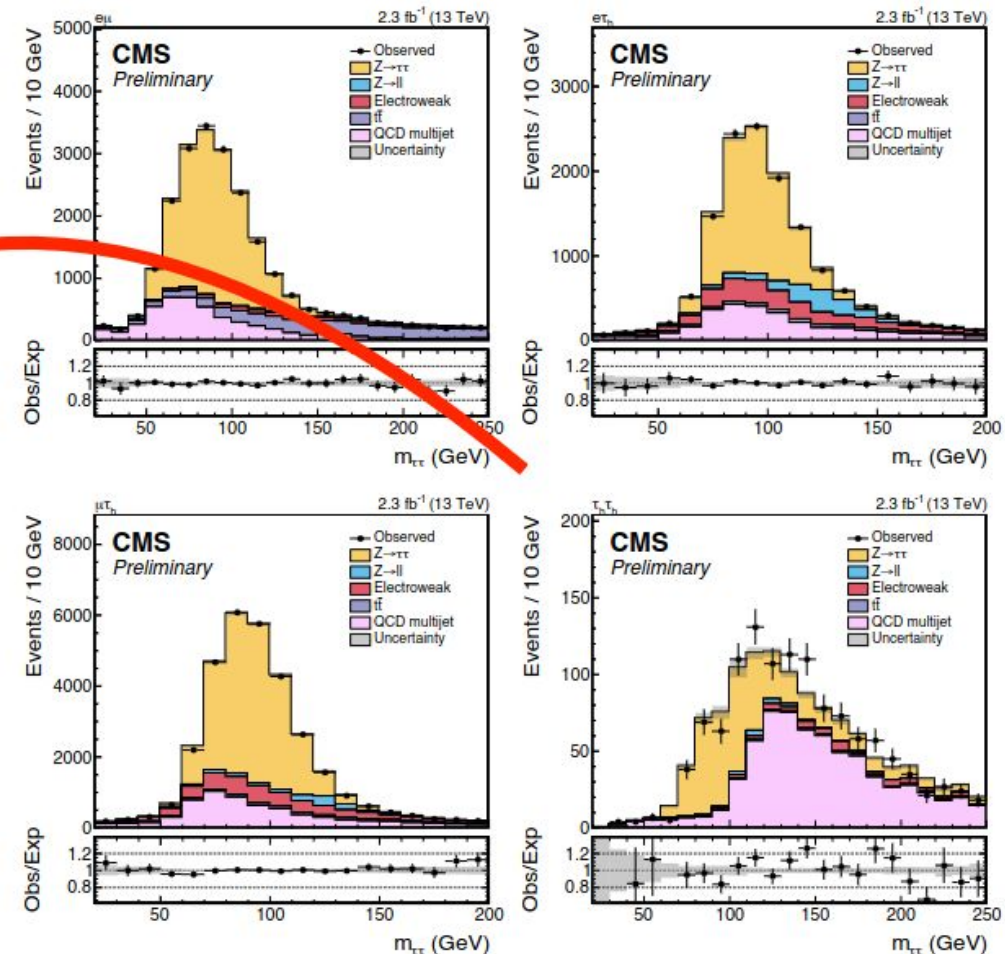 eμ 2.3 fb⁻¹ (13 TeV)
CMS
Preliminary
Observed
Z→ττ
Z→ll
Electroweak
tt̄
QCD multijet
Uncertainty
Events / 10 GeV
5000
4000
3000
2000
1000
0
Obs/Exp
1.2
1
0.8
50 100 150 200 250
m_ττ (GeV)
eτ_h 2.3 fb⁻¹ (13 TeV)
CMS
Preliminary
Observed
Z→ττ
Z→ll
Electroweak
tt̄
QCD multijet
Uncertainty
Events / 10 GeV
3000
2000
1000
0
Obs/Exp
1.2
1
0.8
50 100 150 200
m_ττ (GeV)
μτ_h 2.3 fb⁻¹ (13 TeV)
CMS
Preliminary
Observed
Z→ττ
Z→ll
Electroweak
tt̄
QCD multijet
Uncertainty
Events / 10 GeV
8000
6000
4000
2000
0
Obs/Exp
1.2
1
0.8
50 100 150 200
m_ττ (GeV)
τ_hτ_h 2.3 fb⁻¹ (13 TeV)
CMS
Preliminary
Observed
Z→ττ
Z→ll
Electroweak
tt̄
QCD multijet
Uncertainty
Events / 10 GeV
200
150
100
50
0
Obs/Exp
1.2
1
0.8
50 100 150 200 250
m_ττ (GeV)